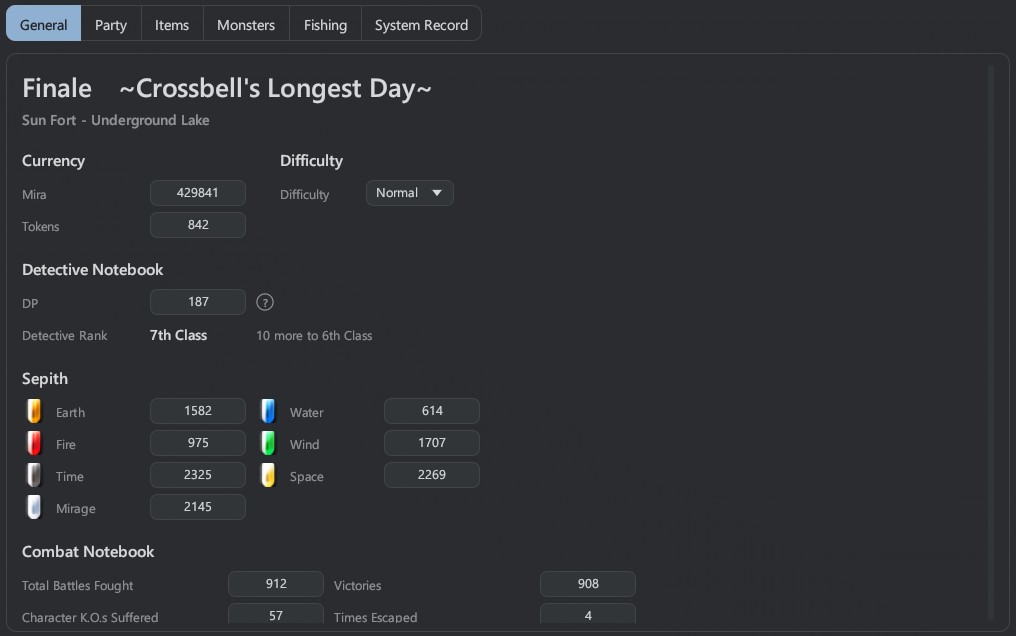 General Party Items Monsters Fishing System Record
Finale ~Crossbell's Longest Day~
Sun Fort - Underground Lake
Currency Difficulty
Mira 429841 Difficulty Normal
Tokens 842
Detective Notebook
DP 187 ?
Detective Rank 7th Class 10 more to 6th Class
Sepith
Earth 1582 Water 614
Fire 975 Wind 1707
Time 2325 Space 2269
Mirage 2145
Combat Notebook
Total Battles Fought 912 Victories 908
Character K.O.s Suffered 57 Times Escaped 4